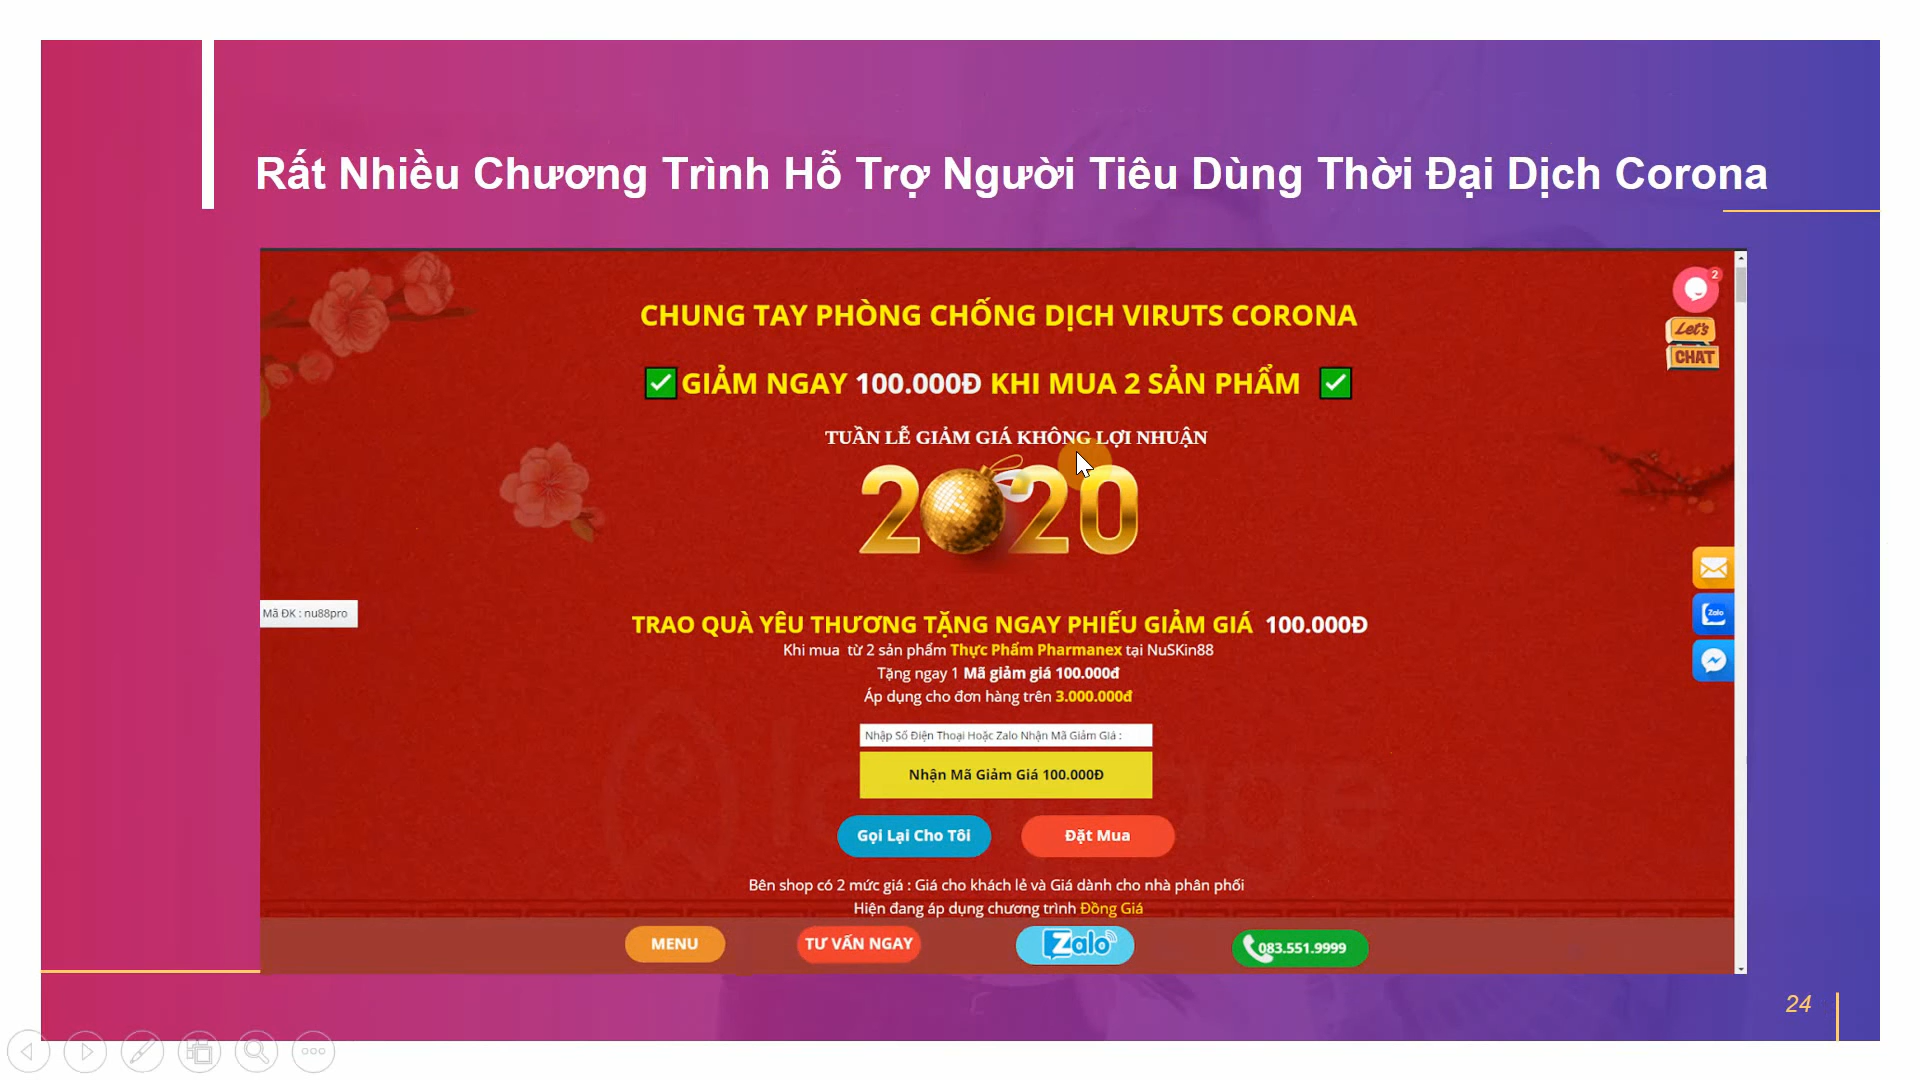 Rất Nhiều Chương Trình Hỗ Trợ Người Tiêu Dùng Thời Đại Dịch Corona
2
Let's
CHAT
CHUNG TAY PHÒNG CHỐNG DỊCH VIRUTS CORONA
GIẢM NGAY 100.000Đ KHI MUA 2 SẢN PHẨM
TUẦN LỄ GIẢM GIÁ KHÔNG LỢI NHUẬN
2020
Zalo
Mã ĐK : nu88pro
TRAO QUÀ YÊU THƯƠNG TẶNG NGAY PHIẾU GIẢM GIÁ 100.000Đ
Khi mua từ 2 sản phẩm Thực Phẩm Pharmanex tại NuSKin88
Tặng ngay 1 Mã giảm giá 100.000đ
Áp dụng cho đơn hàng trên 3.000.000đ
Nhập Số Điện Thoại Hoặc Zalo Nhận Mã Giảm Giá :
Nhận Mã Giảm Giá 100.000Đ
Gọi Lại Cho Tôi
Đặt Mua
Bên shop có 2 mức giá : Giá cho khách lẻ và Giá dành cho nhà phân phối
Hiện đang áp dụng chương trình Đồng Giá
MENU
TƯ VẤN NGAY
Zalo
083.551.9999
24